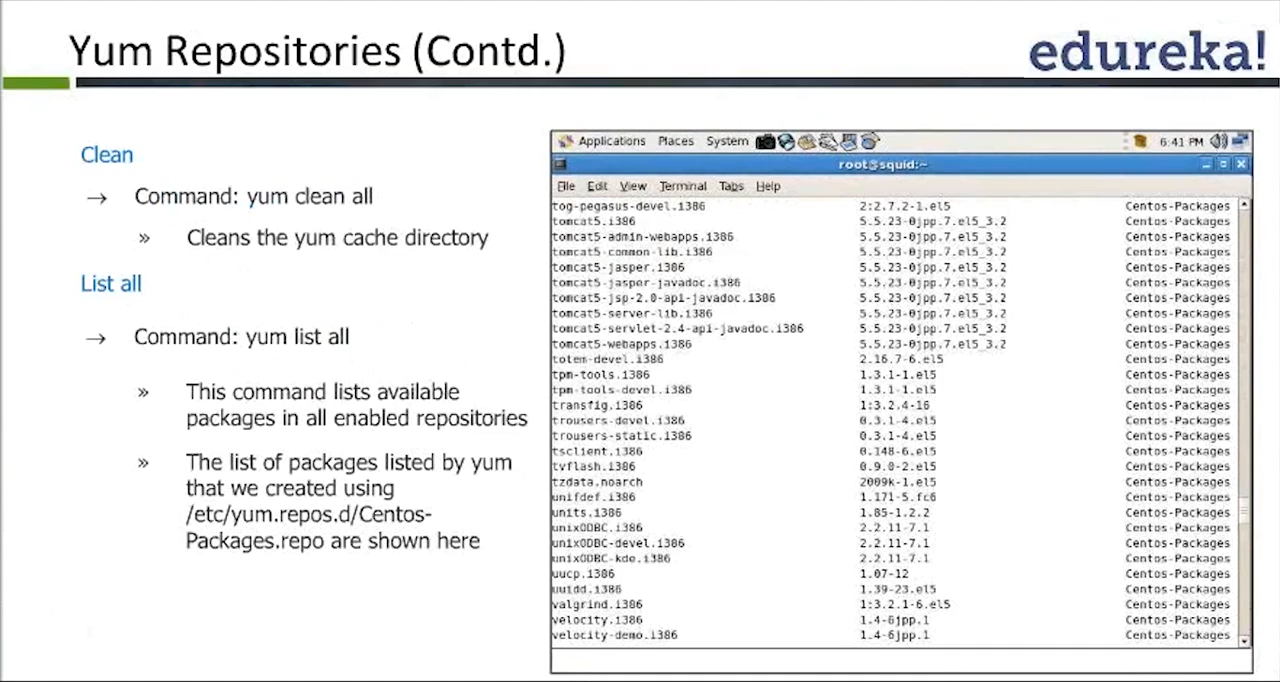 Yum Repositories (Contd.)
edureka!
Clean
→ Command: yum clean all
» Cleans the yum cache directory
List all
→ Command: yum list all
» This command lists available
packages in all enabled repositories
» The list of packages listed by yum
that we created using
/etc/yum.repos.d/Centos-
Packages.repo are shown here
Applications Places System 6:41 PM
root@squid:~
File Edit View Terminal Tabs Help
tog-pegasus-devel.i386 2:2.7.2-1.el5 Centos-Packages
tomcat5.i386 5.5.23-0jpp.7.el5_3.2 Centos-Packages
tomcat5-admin-webapps.i386 5.5.23-0jpp.7.el5_3.2 Centos-Packages
tomcat5-common-lib.i386 5.5.23-0jpp.7.el5_3.2 Centos-Packages
tomcat5-jasper.i386 5.5.23-0jpp.7.el5_3.2 Centos-Packages
tomcat5-jasper-javadoc.i386 5.5.23-0jpp.7.el5_3.2 Centos-Packages
tomcat5-jsp-2.0-api-javadoc.i386 5.5.23-0jpp.7.el5_3.2 Centos-Packages
tomcat5-server-lib.i386 5.5.23-0jpp.7.el5_3.2 Centos-Packages
tomcat5-servlet-2.4-api-javadoc.i386 5.5.23-0jpp.7.el5_3.2 Centos-Packages
tomcat5-webapps.i386 5.5.23-0jpp.7.el5_3.2 Centos-Packages
totem-devel.i386 2.16.7-6.el5 Centos-Packages
tpm-tools.i386 1.3.1-1.el5 Centos-Packages
tpm-tools-devel.i386 1.3.1-1.el5 Centos-Packages
transfig.i386 1:3.2.4-16 Centos-Packages
trousers-devel.i386 0.3.1-4.el5 Centos-Packages
trousers-static.i386 0.3.1-4.el5 Centos-Packages
tsclient.i386 0.148-6.el5 Centos-Packages
tvflash.i386 0.9.0-2.el5 Centos-Packages
tzdata.noarch 2009k-1.el5 Centos-Packages
unifdef.i386 1.171-5.fc6 Centos-Packages
units.i386 1.85-1.2.2 Centos-Packages
unixODBC.i386 2.2.11-7.1 Centos-Packages
unixODBC-devel.i386 2.2.11-7.1 Centos-Packages
unixODBC-kde.i386 2.2.11-7.1 Centos-Packages
uucp.i386 1.07-12 Centos-Packages
uuidd.i386 1.39-23.el5 Centos-Packages
valgrind.i386 1:3.2.1-6.el5 Centos-Packages
velocity.i386 1.4-6jpp.1 Centos-Packages
velocity-demo.i386 1.4-6jpp.1 Centos-Packages